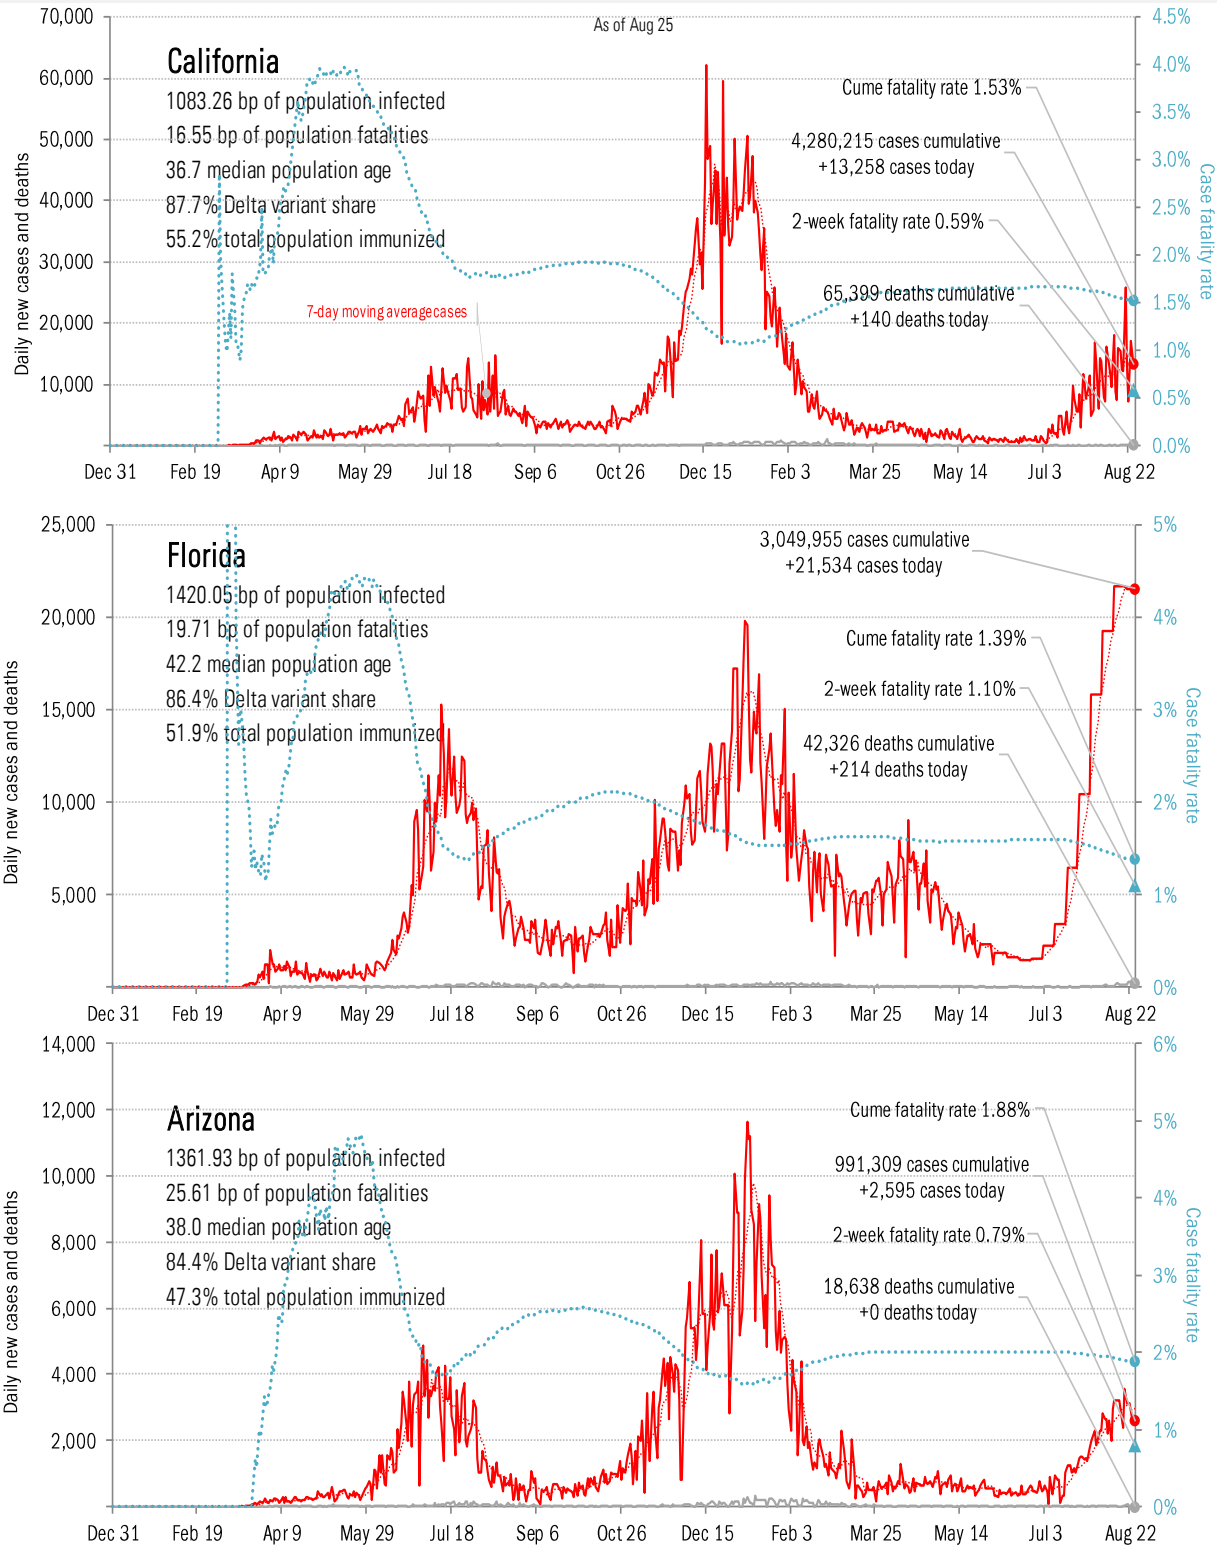 As of Aug 25
70,000
60,000
50,000
40,000
30,000
20,000
10,000
Daily new cases and deaths
California
1083.26 bp of population infected
16.55 bp of population fatalities
36.7 median population age
87.7% Delta variant share
55.2% total population immunized
7-day moving average cases
Cume fatality rate 1.53%
4,280,215 cases cumulative
+13,258 cases today
2-week fatality rate 0.59%
65,399 deaths cumulative
+140 deaths today
4.5%
4.0%
3.5%
3.0%
2.5%
2.0%
1.5%
1.0%
0.5%
0.0%
Case fatality rate
Dec 31 Feb 19 Apr 9 May 29 Jul 18 Sep 6 Oct 26 Dec 15 Feb 3 Mar 25 May 14 Jul 3 Aug 22
25,000
20,000
15,000
10,000
5,000
Daily new cases and deaths
Florida
1420.05 bp of population infected
19.71 bp of population fatalities
42.2 median population age
86.4% Delta variant share
51.9% total population immunized
3,049,955 cases cumulative
+21,534 cases today
Cume fatality rate 1.39%
2-week fatality rate 1.10%
42,326 deaths cumulative
+214 deaths today
5%
4%
3%
2%
1%
0%
Case fatality rate
Dec 31 Feb 19 Apr 9 May 29 Jul 18 Sep 6 Oct 26 Dec 15 Feb 3 Mar 25 May 14 Jul 3 Aug 22
14,000
12,000
10,000
8,000
6,000
4,000
2,000
Daily new cases and deaths
Arizona
1361.93 bp of population infected
25.61 bp of population fatalities
38.0 median population age
84.4% Delta variant share
47.3% total population immunized
Cume fatality rate 1.88%
991,309 cases cumulative
+2,595 cases today
2-week fatality rate 0.79%
18,638 deaths cumulative
+0 deaths today
6%
5%
4%
3%
2%
1%
0%
Case fatality rate
Dec 31 Feb 19 Apr 9 May 29 Jul 18 Sep 6 Oct 26 Dec 15 Feb 3 Mar 25 May 14 Jul 3 Aug 22